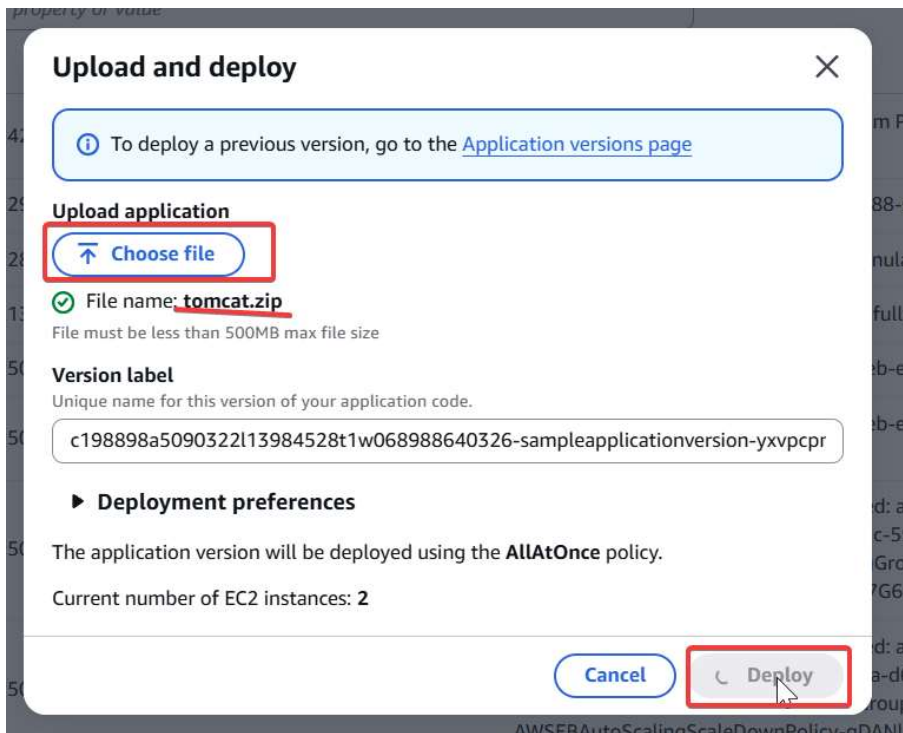 property or value
Upload and deploy
To deploy a previous version, go to the Application versions page
Upload application
Choose file
File name: tomcat.zip
File must be less than 500MB max file size
Version label
Unique name for this version of your application code.
c198898a5090322l13984528t1w068988640326-sampleapplicationversion-yxvpcpr
Deployment preferences
The application version will be deployed using the AllAtOnce policy.
Current number of EC2 instances: 2
Cancel
Deploy